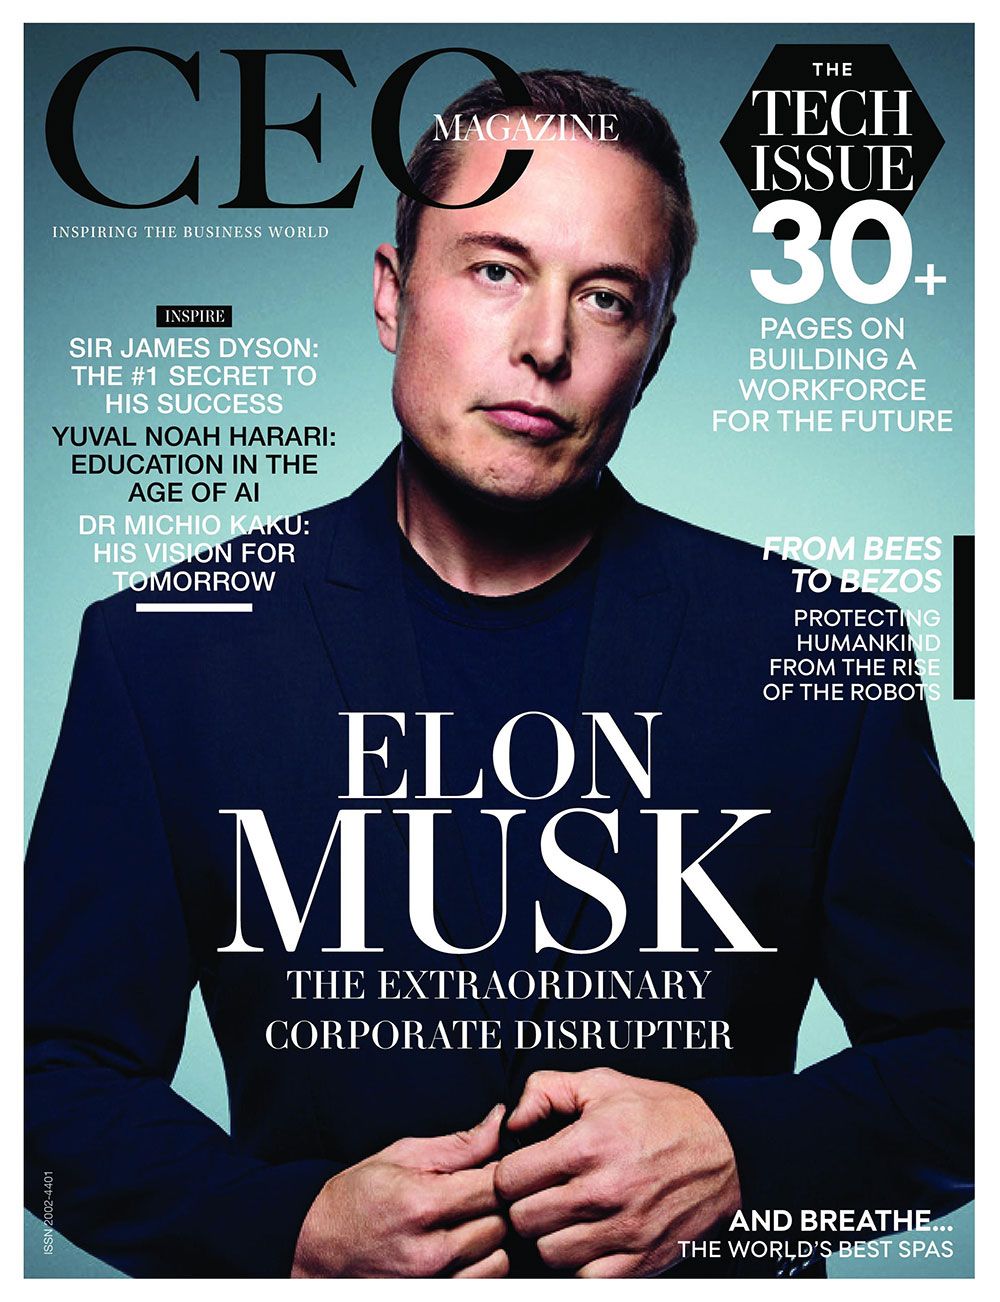 CEO
MAGAZINE
INSPIRING THE BUSINESS WORLD
THE
TECH
ISSUE
30+
PAGES ON
BUILDING A
WORKFORCE
FOR THE FUTURE
INSPIRE
SIR JAMES DYSON:
THE #1 SECRET TO
HIS SUCCESS
YUVAL NOAH HARARI:
EDUCATION IN THE
AGE OF AI
DR MICHIO KAKU:
HIS VISION FOR
TOMORROW
FROM BEES
TO BEZOS
PROTECTING
HUMANKIND
FROM THE RISE
OF THE ROBOTS
ELON
MUSK
THE EXTRAORDINARY
CORPORATE DISRUPTER
ISSN 2002-4401
AND BREATHE...
THE WORLD'S BEST SPAS